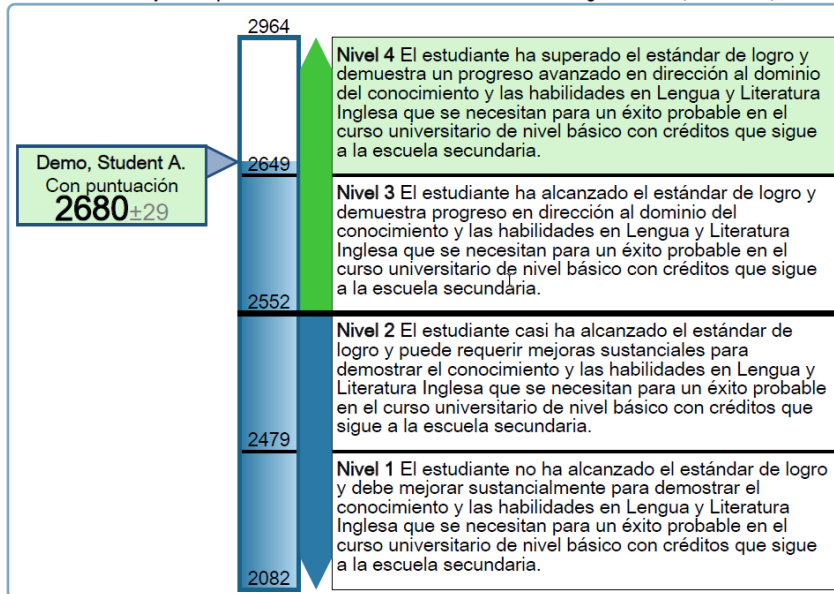 2964
Nivel 4 El estudiante ha superado el estándar de logro y
demuestra un progreso avanzado en dirección al dominio
del conocimiento y las habilidades en Lengua y Literatura
Inglesa que se necesitan para un éxito probable en el
curso universitario de nivel básico con créditos que sigue
a la escuela secundaria.
Demo, Student A.
Con puntuación
2680±29
2649
Nivel 3 El estudiante ha alcanzado el estándar de logro y
demuestra progreso en dirección al dominio del
conocimiento y las habilidades en Lengua y Literatura
Inglesa que se necesitan para un éxito probable en el
curso universitario de nivel básico con créditos que sigue
a la escuela secundaria.
2552
Nivel 2 El estudiante casi ha alcanzado el estándar de
logro y puede requerir mejoras sustanciales para
demostrar el conocimiento y las habilidades en Lengua y
Literatura Inglesa que se necesitan para un éxito probable
en el curso universitario de nivel básico con créditos que
sigue a la escuela secundaria.
2479
Nivel 1 El estudiante no ha alcanzado el estándar de logro
y debe mejorar sustancialmente para demostrar el
conocimiento y las habilidades en Lengua y Literatura
Inglesa que se necesitan para un éxito probable en el
curso universitario de nivel básico con créditos que sigue
a la escuela secundaria.
2082